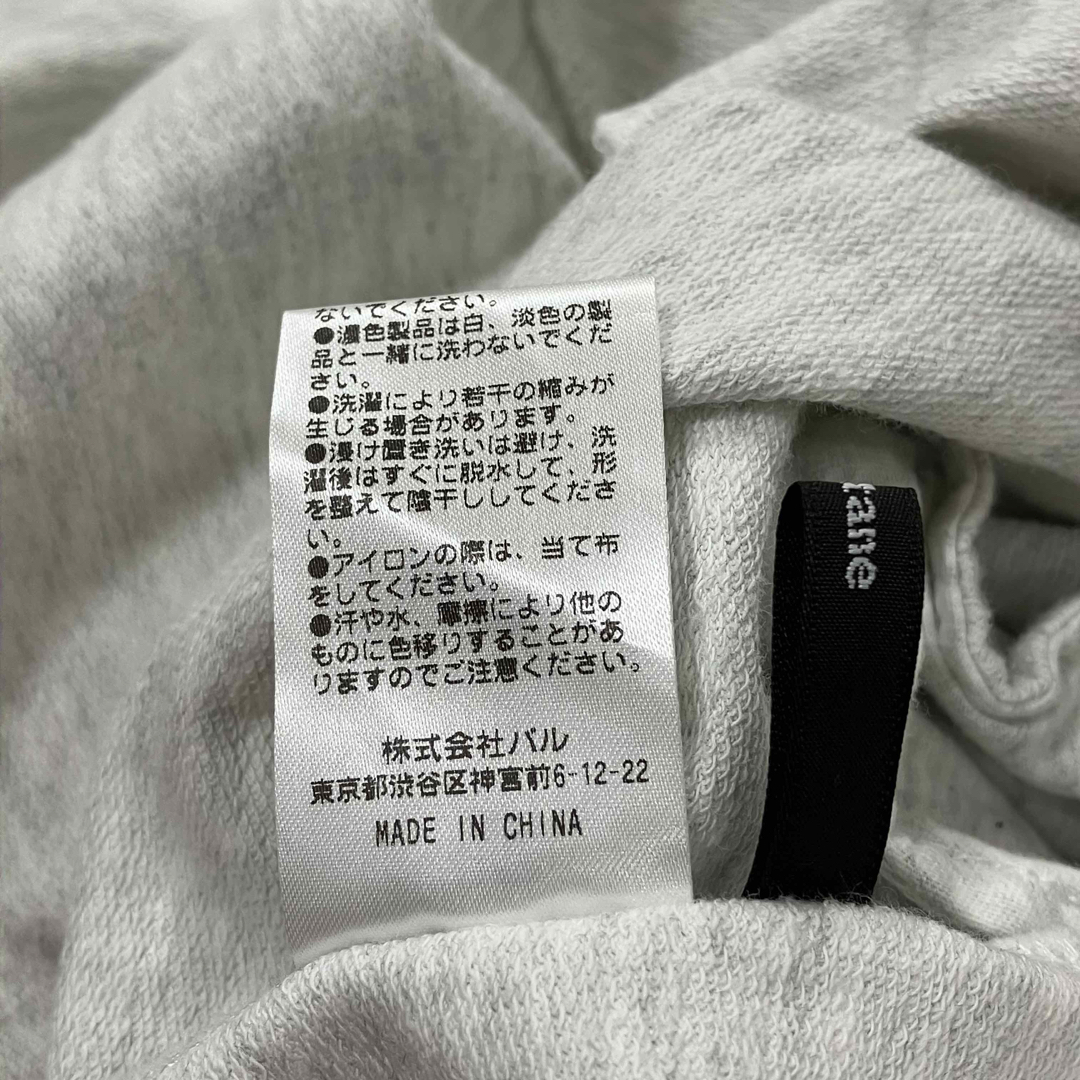 ないでください。
●濃色製品は白、淡色の製
品と一緒に洗わないでくだ
さい。
●洗濯により若干の縮みが
生じる場合があります。
●浸け置き洗いは避け、洗
濯後はすぐに脱水して、形
を整えて陰干ししてくださ
い。
●アイロンの際は、当て布
をしてください。
●汗や水、摩擦により他の
ものに色移りすることがあ
りますのでご注意ください。
株式会社パル
東京都渋谷区神宮前6-12-22
MADE IN CHINA
rane